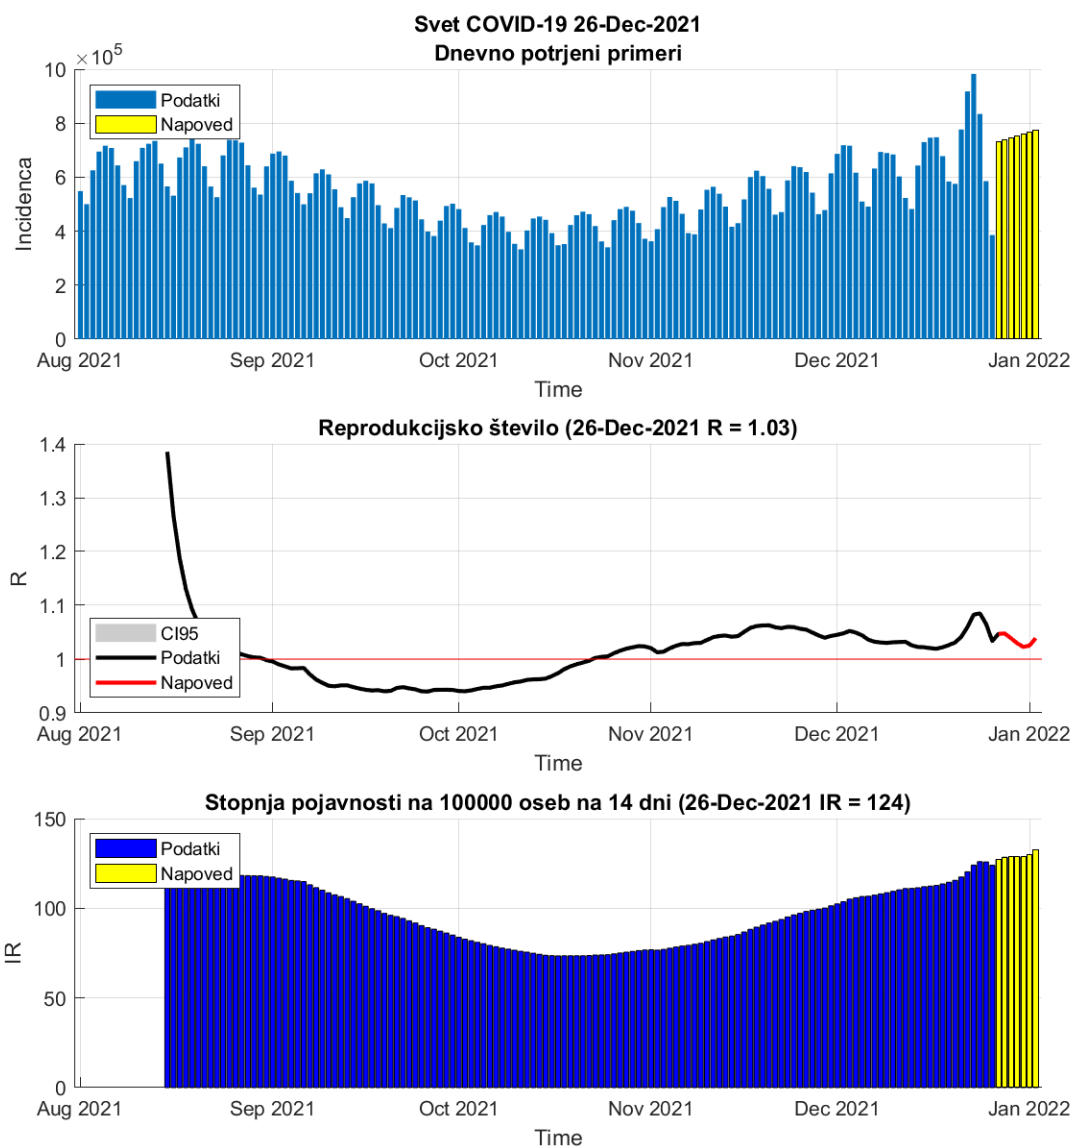 Svet COVID-19 26-Dec-2021
Dnevno potrjeni primeri
×10^5
10
8
6
4
2
0
Incidenca
Podatki
Napoved
Aug 2021 Sep 2021 Oct 2021 Nov 2021 Dec 2021 Jan 2022
Time
Reprodukcijsko število (26-Dec-2021 R = 1.03)
1.4
1.3
1.2
1.1
1
0.9
R
CI95
Podatki
Napoved
Aug 2021 Sep 2021 Oct 2021 Nov 2021 Dec 2021 Jan 2022
Time
Stopnja pojavnosti na 100000 oseb na 14 dni (26-Dec-2021 IR = 124)
150
100
50
0
IR
Podatki
Napoved
Aug 2021 Sep 2021 Oct 2021 Nov 2021 Dec 2021 Jan 2022
Time